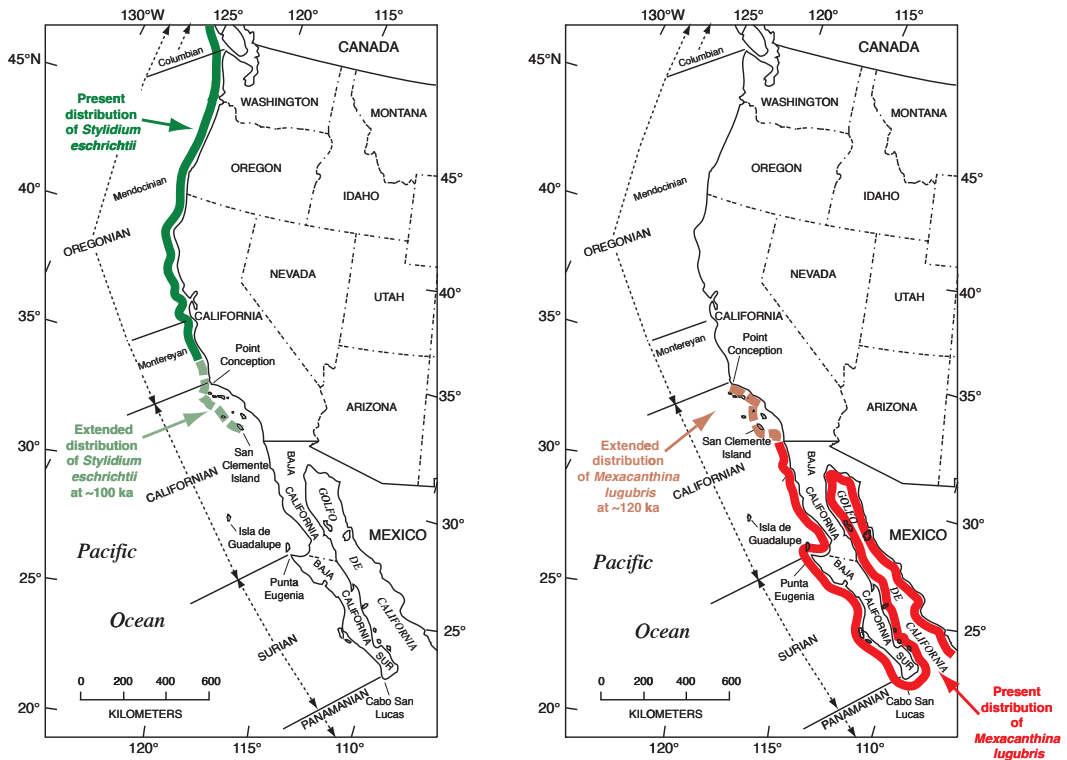 130°W
125°
120°
115°
45°N
Columbian
CANADA
WASHINGTON
MONTANA
Present
distribution
of Stylidium
eschrichtii
OREGON
45°
40°
Mendocinian
IDAHO
OREGONIAN
NEVADA
UTAH
40°
35°
CALIFORNIA
Montereyan
Point
Conception
35°
ARIZONA
Extended
distribution
of Stylidium
eschrichtii
at ~100 ka
30°
San
Clemente
Island
BAJA
CALIFORNIA
CALIFORNIAN
GOLFO
DE
CALIFORNIA
30°
MEXICO
Isla de
Guadalupe
Pacific
Ocean
25°
Punta
Eugenia
BAJA
CALIFORNIA
SUR
25°
SURIAN
0 200 400 600
KILOMETERS
PANAMANIAN
Cabo San
Lucas
20°
120°
115°
110°
130°W
125°
120°
115°
45°N
Columbian
CANADA
WASHINGTON
MONTANA
OREGON
45°
40°
Mendocinian
IDAHO
OREGONIAN
NEVADA
UTAH
40°
35°
CALIFORNIA
Montereyan
Point
Conception
35°
ARIZONA
Extended
distribution
of Mexacanthina
lugubris
at ~120 ka
30°
San Clemente
Island
BAJA
CALIFORNIA
CALIFORNIAN
GOLFO
DE
CALIFORNIA
30°
MEXICO
Isla de
Guadalupe
Pacific
Ocean
25°
Punta
Eugenia
BAJA
CALIFORNIA
SUR
25°
SURIAN
0 200 400 600
KILOMETERS
PANAMANIAN
Cabo San
Lucas
20°
120°
115°
110°
Present
distribution
of
Mexacanthina
lugubris